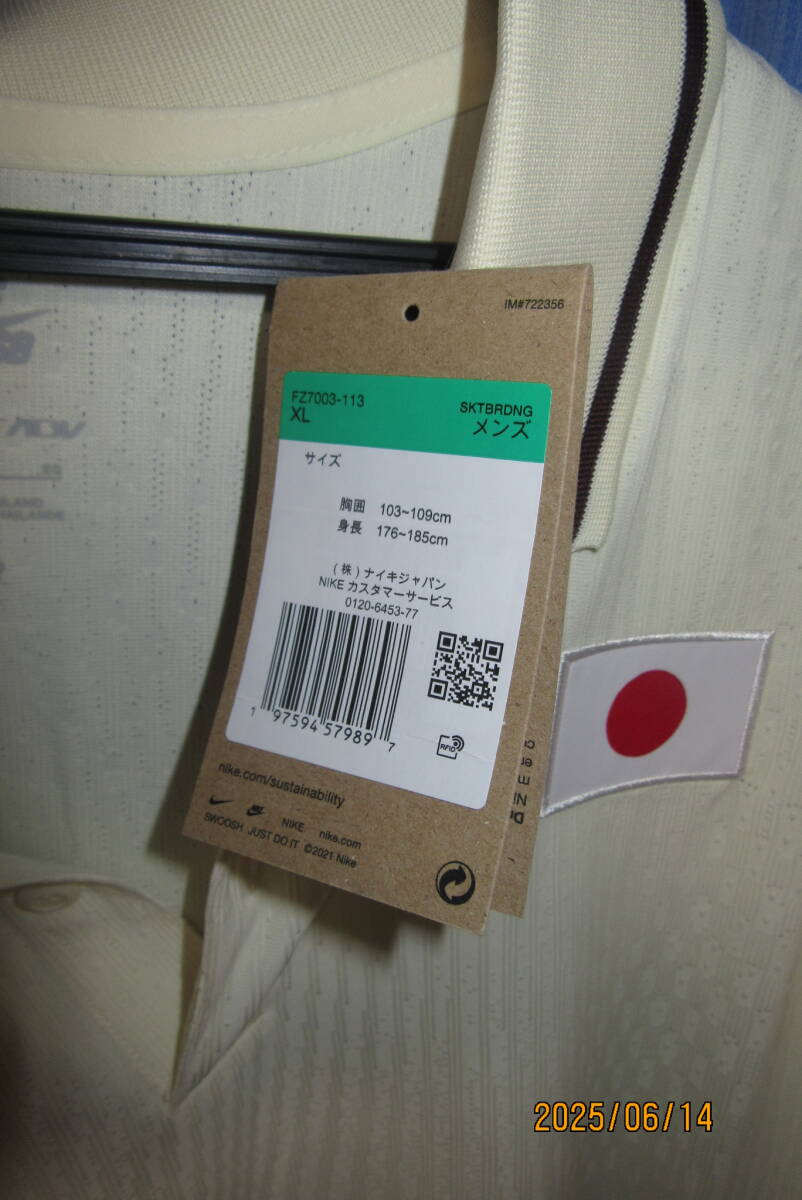 IM#722356
FZ7003-113
XL
SKTBRDNG
メンズ
サイズ
胸囲 103~109cm
身長 176~185cm
(株)ナイキジャパン
NIKE カスタマーサービス
0120-6453-77
1 97594 57989 7
RFID
nike.com/sustainability
NIKE nike.com
SWOOSH JUST DO IT ©2021 Nike
2025/06/14